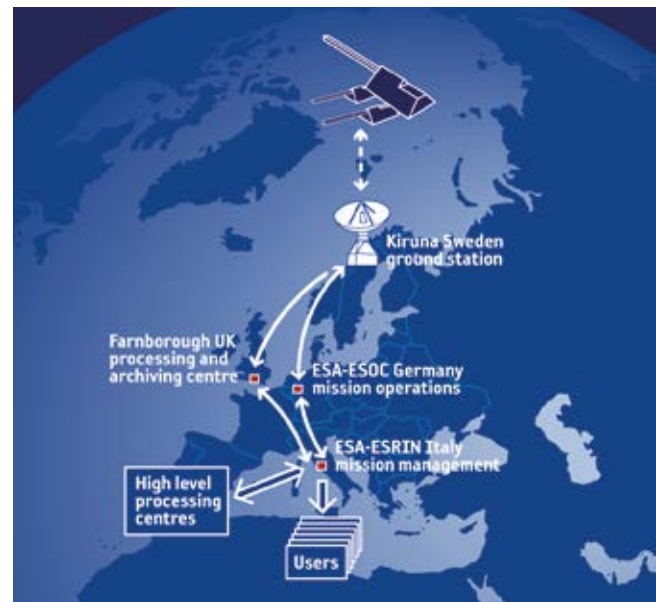 Kiruna Sweden
ground station
Farnborough UK
processing and
archiving centre
ESA-ESOC Germany
mission operations
ESA-ESRIN Italy
mission management
High level
processing
centres
Users